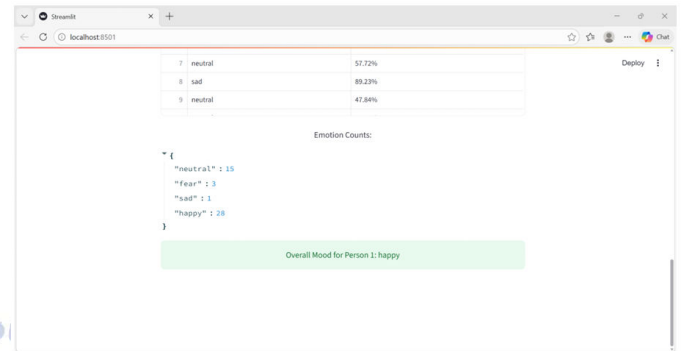 Streamlit
localhost:8501
Chat
Deploy
7 neutral 57.72%
8 sad 89.23%
9 neutral 47.84%
Emotion Counts:
{
"neutral" : 15
"fear" : 3
"sad" : 1
"happy" : 28
}
Overall Mood for Person 1: happy